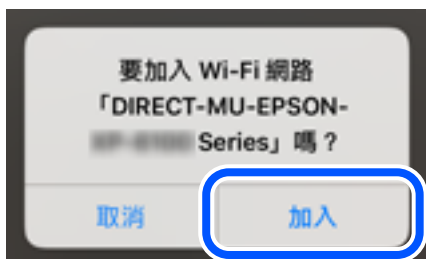 要加入 Wi-Fi 網路
「DIRECT-MU-EPSON-
Series」嗎？
取消
加入